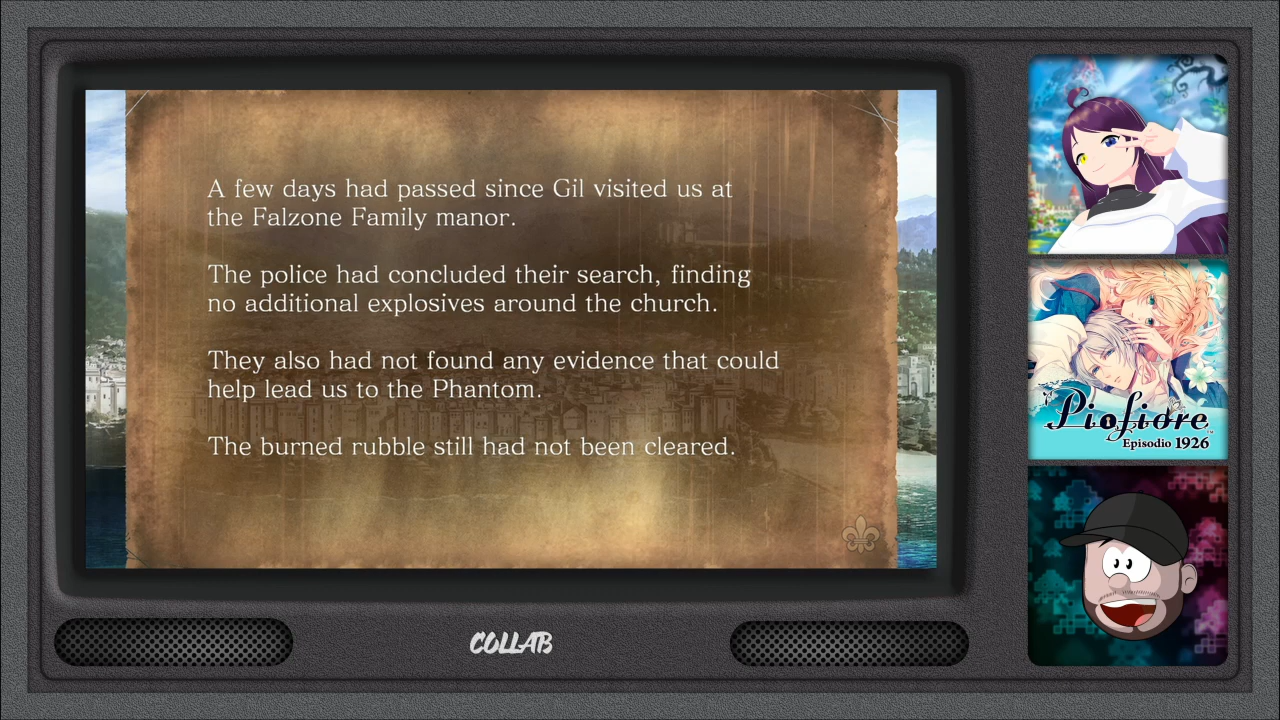 A few days had passed since Gil visited us at
the Falzone Family manor.
The police had concluded their search, finding
no additional explosives around the church.
They also had not found any evidence that could
help lead us to the Phantom.
The burned rubble still had not been cleared.
Piofiore
Episodio 1926
COLLAB